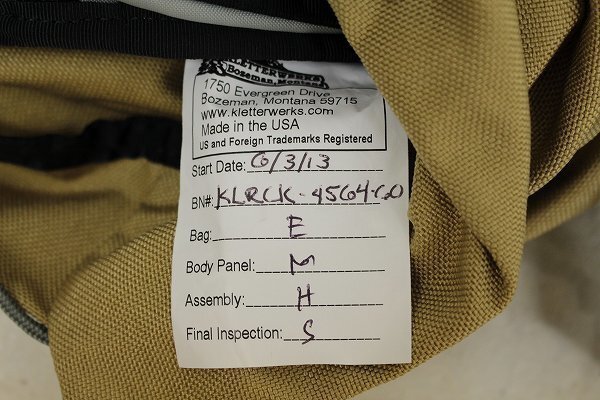 KLETTERWERKS
Bozeman, Montana
1750 Evergreen Drive
Bozeman, Montana 59715
www.kletterwerks.com
Made in the USA
US and Foreign Trademarks Registered
Start Date: 6/3/13
BN#: KLRCK-4564-CO
Bag: E
Body Panel: M
Assembly: H
Final Inspection: S